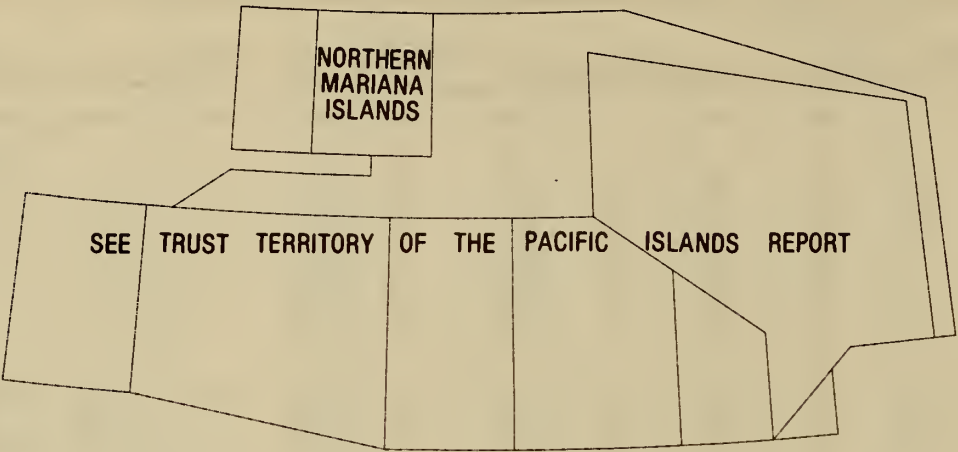 NORTHERN
MARIANA
ISLANDS
SEE TRUST TERRITORY OF THE PACIFIC ISLANDS REPORT